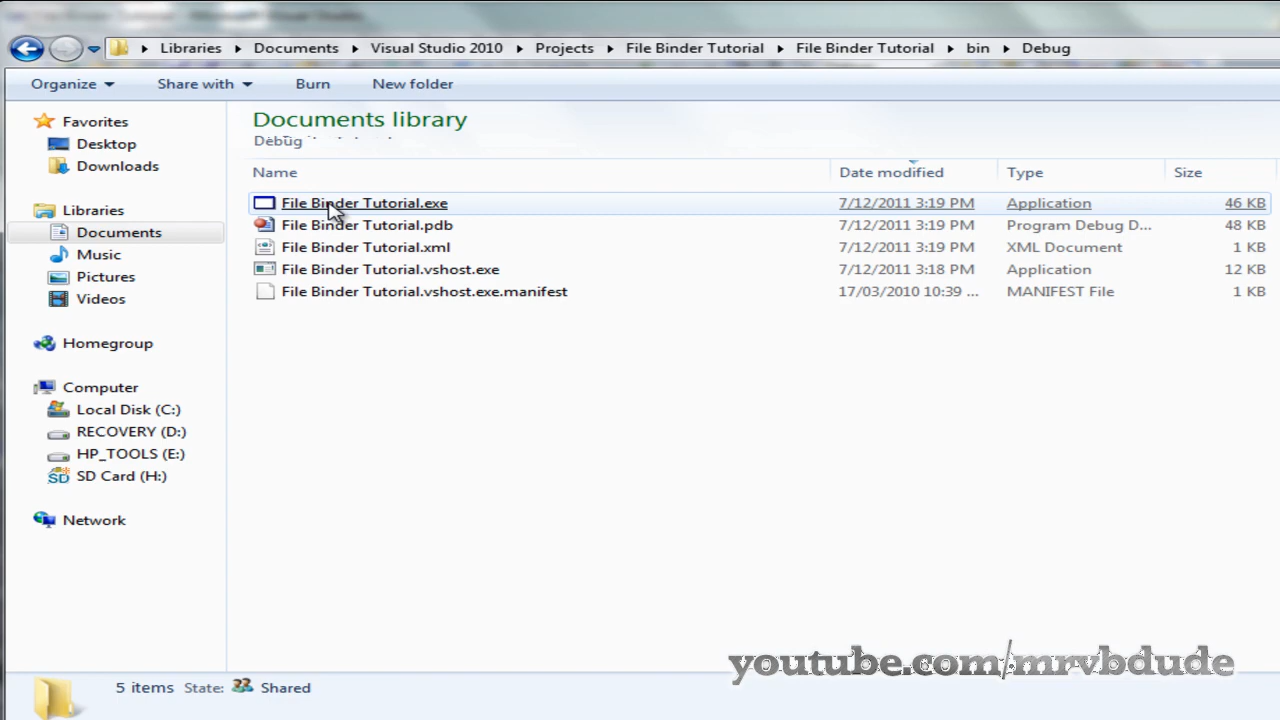 Libraries Documents Visual Studio 2010 Projects File Binder Tutorial File Binder Tutorial bin Debug
Organize Share with Burn New folder
Favorites
Desktop
Downloads
Libraries
Documents
Music
Pictures
Videos
Homegroup
Computer
Local Disk (C:)
RECOVERY (D:)
HP_TOOLS (E:)
SD Card (H:)
Network
Documents library
Debug
Name Date modified Type Size
File Binder Tutorial.exe 7/12/2011 3:19 PM Application 46 KB
File Binder Tutorial.pdb 7/12/2011 3:19 PM Program Debug D... 48 KB
File Binder Tutorial.xml 7/12/2011 3:19 PM XML Document 1 KB
File Binder Tutorial.vshost.exe 7/12/2011 3:18 PM Application 12 KB
File Binder Tutorial.vshost.exe.manifest 17/03/2010 10:39 ... MANIFEST File 1 KB
youtube.com/mrvbdude
5 items State: Shared